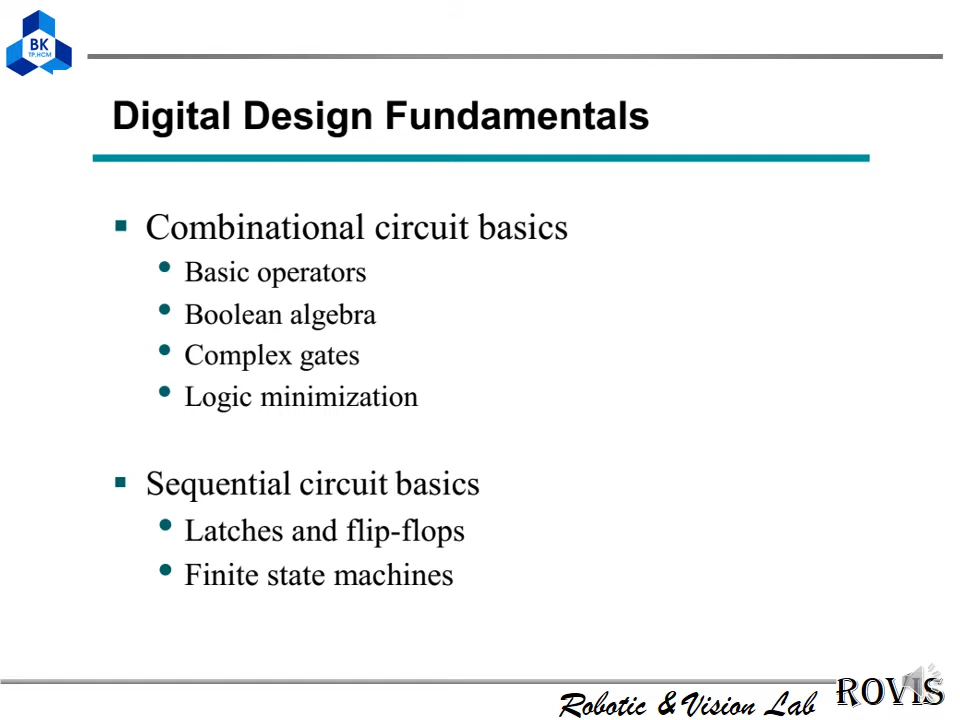 BK
TP.HCM
Digital Design Fundamentals
Combinational circuit basics
Basic operators
Boolean algebra
Complex gates
Logic minimization
Sequential circuit basics
Latches and flip-flops
Finite state machines
Robotic & Vision Lab
ROVIS